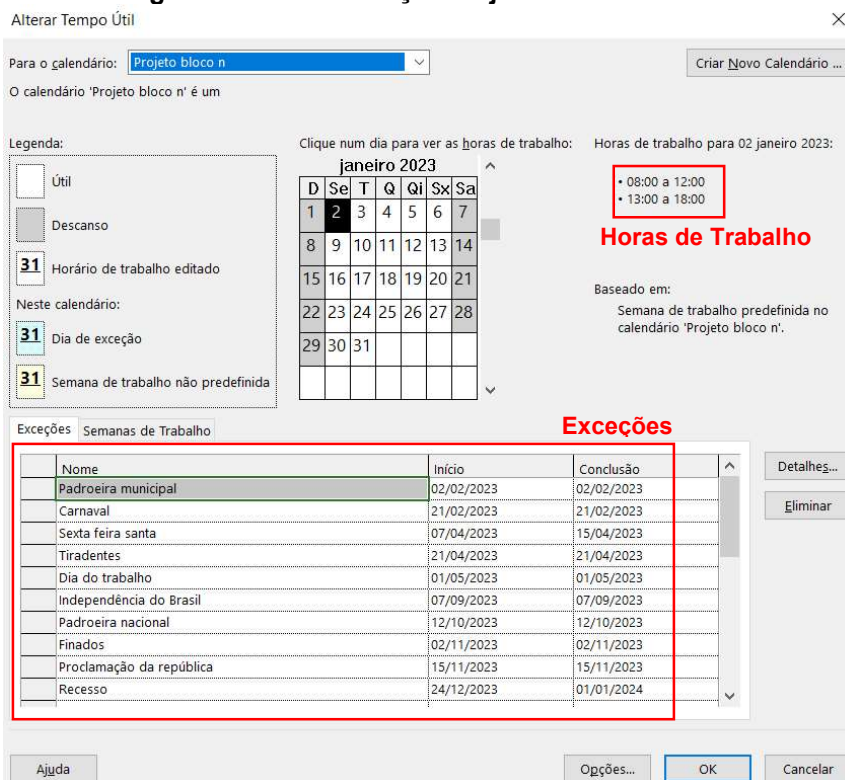 Alterar Tempo Útil
Para o calendário: Projeto bloco n
Criar Novo Calendário ...
O calendário 'Projeto bloco n' é um
Legenda:
Útil
Descanso
31 Horário de trabalho editado
Neste calendário:
31 Dia de exceção
31 Semana de trabalho não predefinida
Clique num dia para ver as horas de trabalho:
janeiro 2023
D Se T Q Qi Sx Sa
1 2 3 4 5 6 7
8 9 10 11 12 13 14
15 16 17 18 19 20 21
22 23 24 25 26 27 28
29 30 31
Horas de trabalho para 02 janeiro 2023:
• 08:00 a 12:00
• 13:00 a 18:00
Horas de Trabalho
Baseado em:
Semana de trabalho predefinida no
calendário 'Projeto bloco n'.
Exceções Semanas de Trabalho
Exceções
Nome Início Conclusão
Padroeira municipal 02/02/2023 02/02/2023
Carnaval 21/02/2023 21/02/2023
Sexta feira santa 07/04/2023 15/04/2023
Tiradentes 21/04/2023 21/04/2023
Dia do trabalho 01/05/2023 01/05/2023
Independência do Brasil 07/09/2023 07/09/2023
Padroeira nacional 12/10/2023 12/10/2023
Finados 02/11/2023 02/11/2023
Proclamação da república 15/11/2023 15/11/2023
Recesso 24/12/2023 01/01/2024
Detalhes...
Eliminar
Ajuda
Opções...
OK
Cancelar